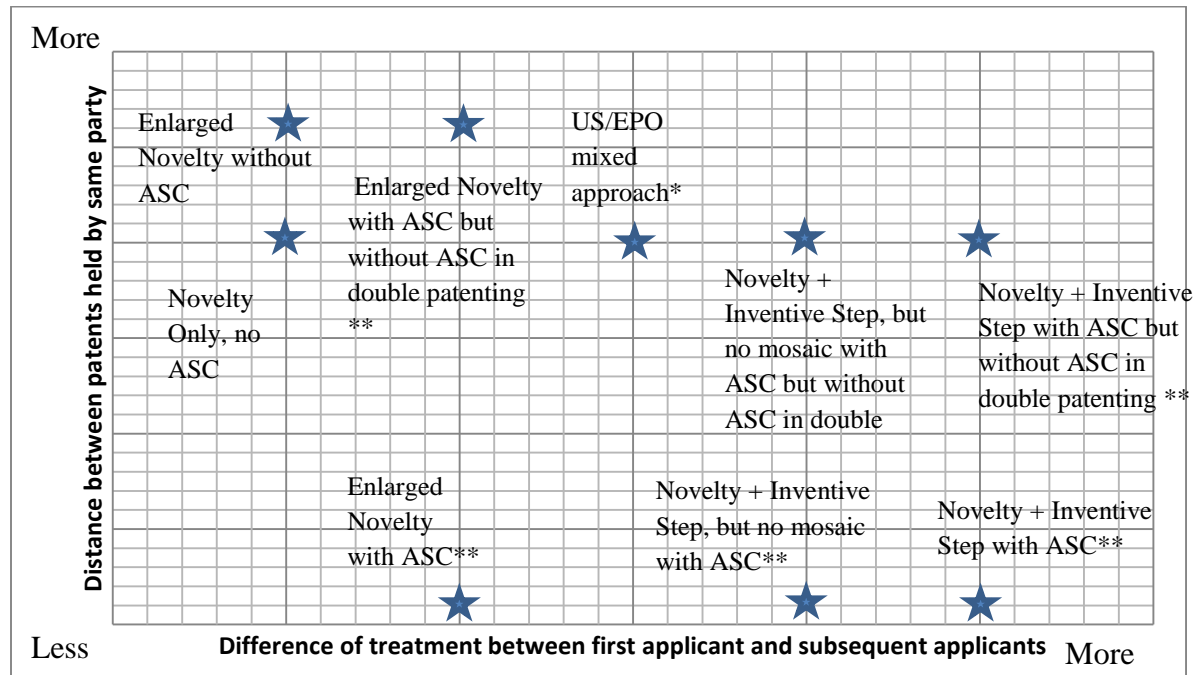 More
Distance between patents held by same party
Enlarged
Novelty without
ASC
Enlarged Novelty
with ASC but
without ASC in
double patenting
**
US/EPO
mixed
approach*
Novelty
Only, no
ASC
Novelty +
Inventive Step, but
no mosaic with
ASC but without
ASC in double
Novelty + Inventive
Step with ASC but
without ASC in
double patenting **
Enlarged
Novelty
with ASC**
Novelty + Inventive
Step, but no mosaic
with ASC**
Novelty + Inventive
Step with ASC**
Less
Difference of treatment between first applicant and subsequent applicants
More